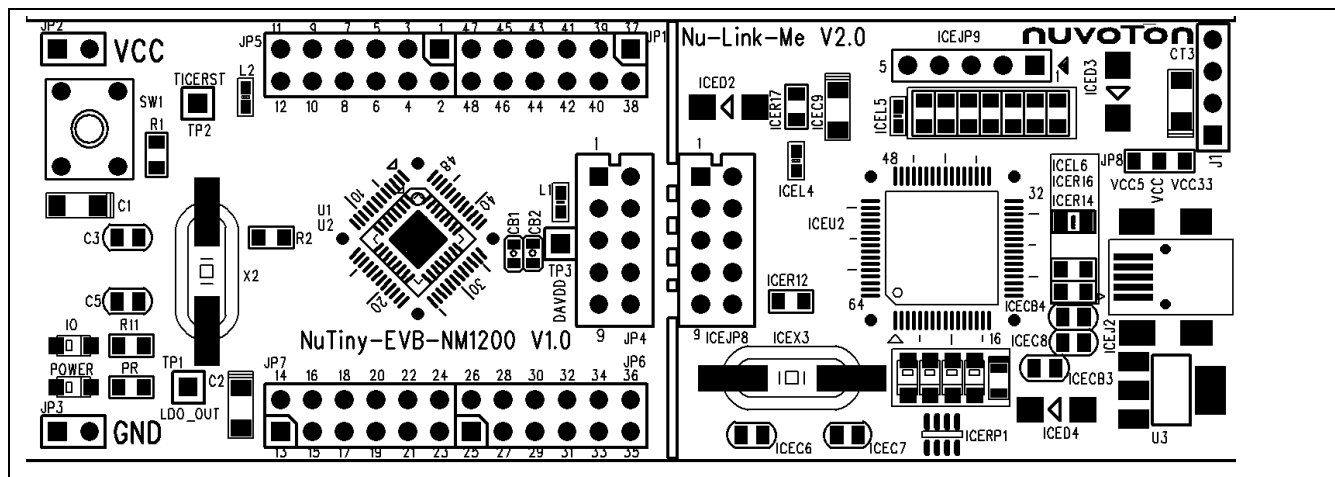 JP2
VCC
11 9 7 5 3 1 47 45 43 41 39 37
JP5
JP1
Nu-Link-Me V2.0
ICEJP9
nuvoTon
CT3
TICERST
L2
SW1
TP2
R1
12 10 8 6 4 2 48 46 44 42 40 38
ICED2
ICER17
ICEC9
5
1
ICEL5
ICED3
J1
C1
C3
C5
X2
R2
U1
U2
10
48
40
30
20
CB1
CB2
L1
TP3
DAVDD
1
9
JP4
1
9
ICEJP8
ICEL4
ICEU2
48
32
64
16
JP8
VCC5
VCC
VCC33
ICEL6
ICER16
ICER14
ICER12
ICECB4
ICEC8
ICEJ2
ICECB3
NuTiny-EVB-NM1200 V1.0
ICEX3
IO
R11
POWER
PR
TP1
LDO_OUT
C2
JP3
GND
JP7
JP6
14 16 18 20 22 24 26 28 30 32 34 36
13 15 17 19 21 23 25 27 29 31 33 35
ICEC6
ICEC7
ICERP1
ICED4
U3